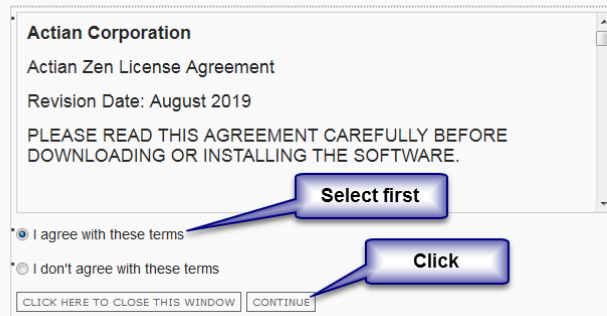 Actian Corporation
Actian Zen License Agreement
Revision Date: August 2019
PLEASE READ THIS AGREEMENT CAREFULLY BEFORE
DOWNLOADING OR INSTALLING THE SOFTWARE.
Select first
I agree with these terms
Click
I don't agree with these terms
CLICK HERE TO CLOSE THIS WINDOW CONTINUE